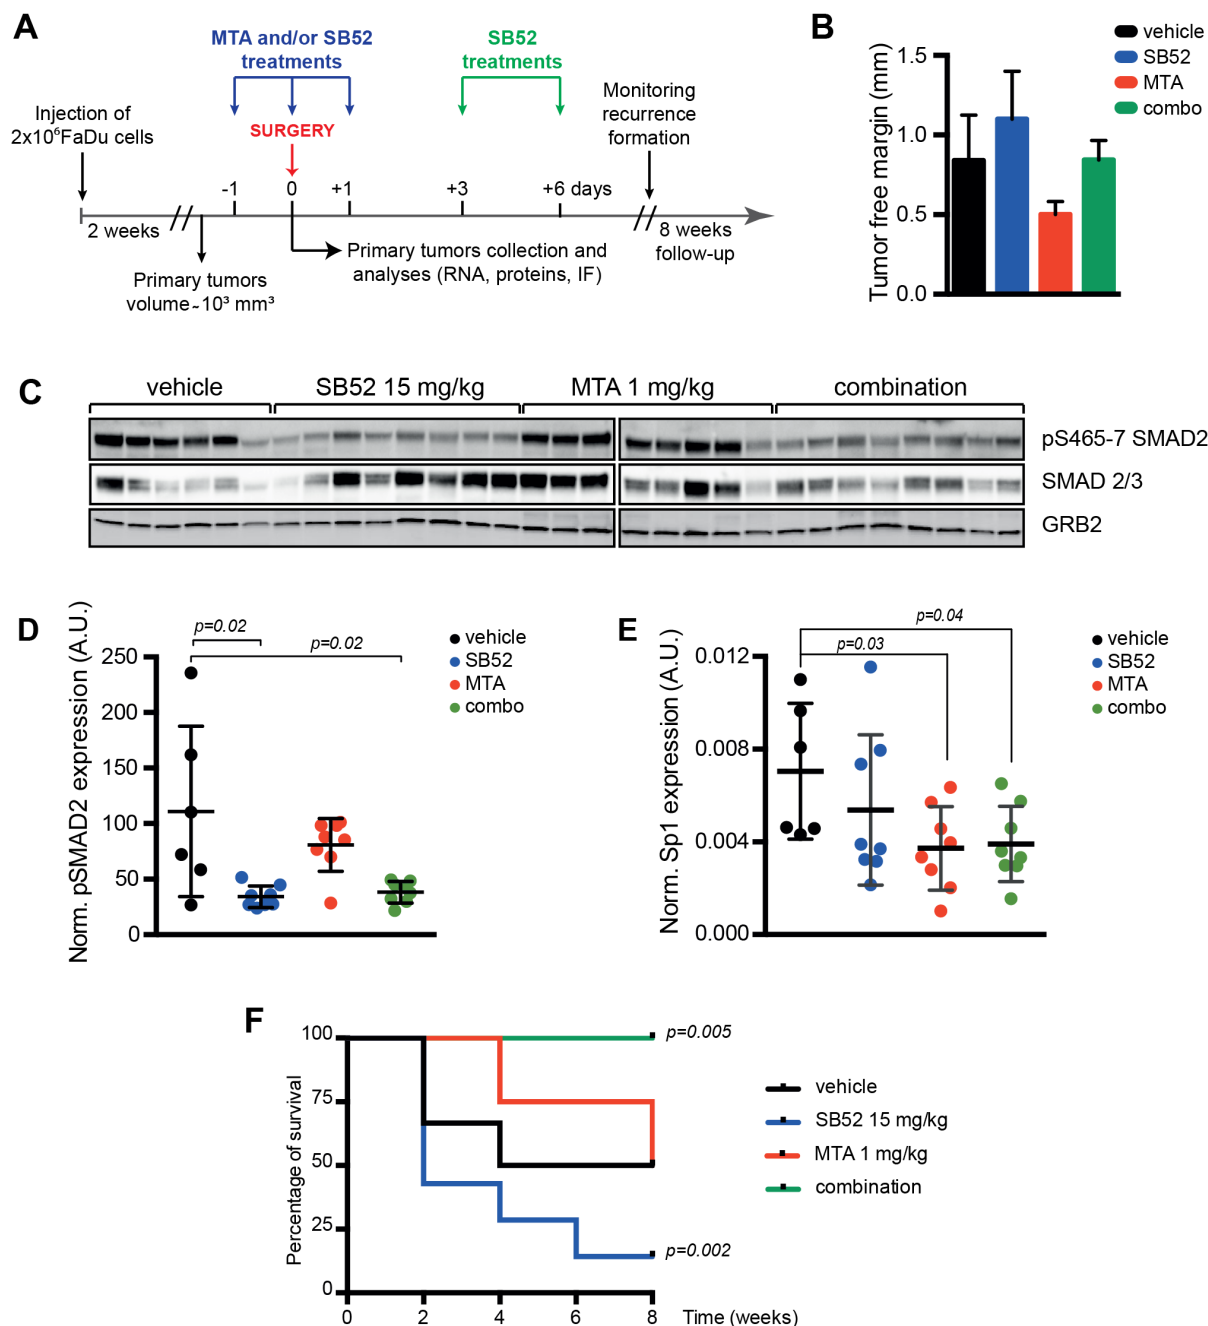 A
MTA and/or SB52
treatments
SB52
treatments
Injection of
2x10⁶FaDu cells
SURGERY
Monitoring
recurrence
formation
-1
0
+1
+3
+6 days
2 weeks
8 weeks
follow-up
Primary tumors
volume~10³ mm³
Primary tumors collection and
analyses (RNA, proteins, IF)
B
Tumor free margin (mm)
1.5
1.0
0.5
0.0
vehicle
SB52
MTA
combo
C
vehicle
SB52 15 mg/kg
MTA 1 mg/kg
combination
pS465-7 SMAD2
SMAD 2/3
GRB2
D
Norm. pSMAD2 expression (A.U.)
250
200
150
100
50
0
p=0.02
p=0.02
vehicle
SB52
MTA
combo
E
Norm. Sp1 expression (A.U.)
0.012
0.008
0.004
0.000
p=0.04
p=0.03
vehicle
SB52
MTA
combo
F
Percentage of survival
100
75
50
25
0
0
2
4
6
8
Time (weeks)
p=0.005
p=0.002
vehicle
SB52 15 mg/kg
MTA 1 mg/kg
combination